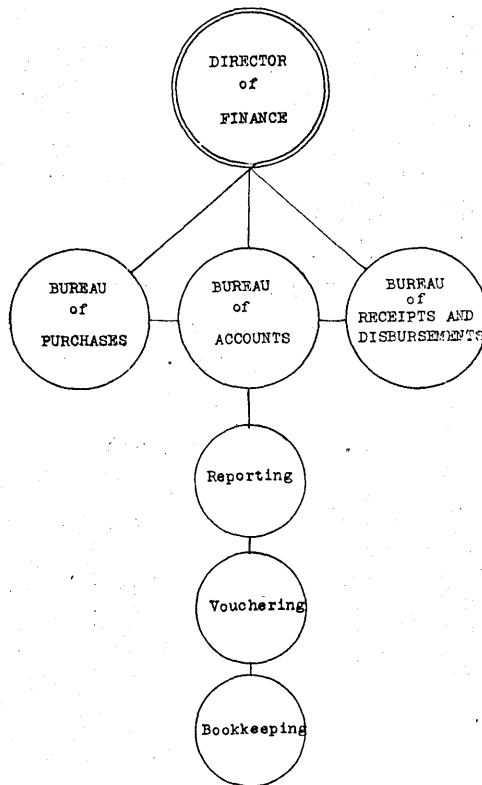 DIRECTOR
of
FINANCE
BUREAU
of
PURCHASES
BUREAU
of
ACCOUNTS
BUREAU
of
RECEIPTS AND
DISBURSEMENTS
Reporting
Vouchering
Bookkeeping